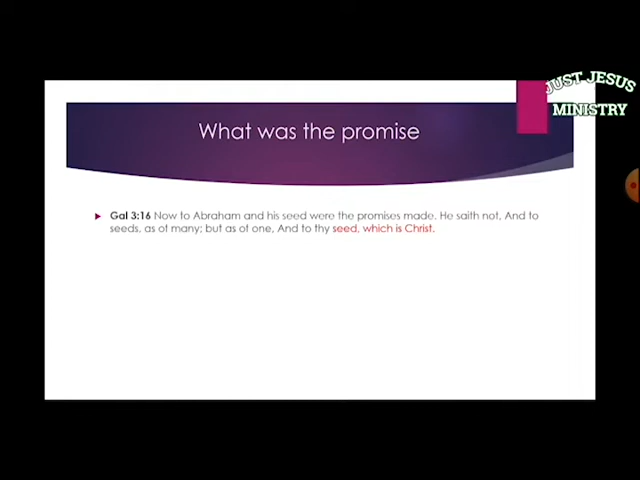 JUST JESUS
MINISTRY
What was the promise
Gal 3:16 Now to Abraham and his seed were the promises made. He saith not, And to
seeds, as of many; but as of one, And to thy seed, which is Christ.